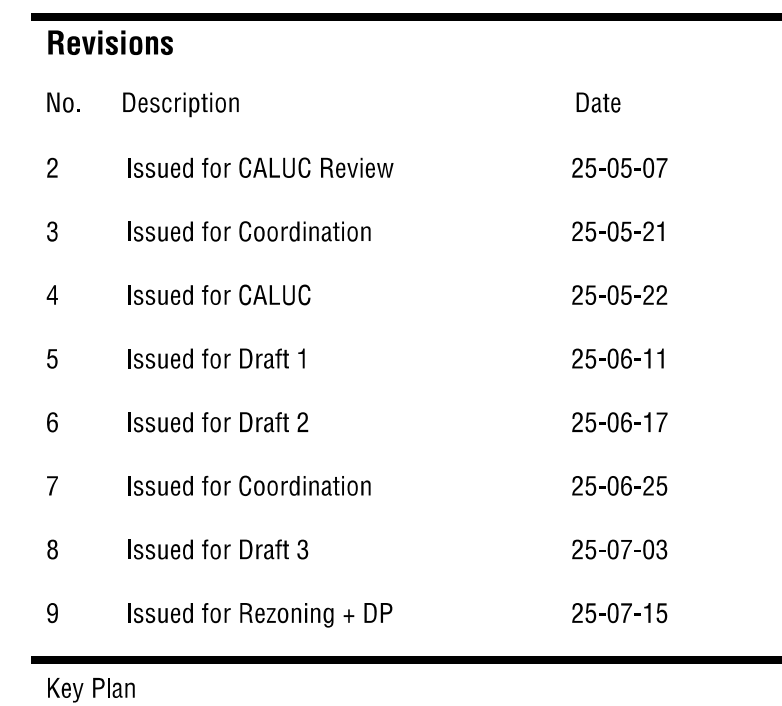 Revisions
No. Description Date
2 Issued for CALUC Review 25-05-07
3 Issued for Coordination 25-05-21
4 Issued for CALUC 25-05-22
5 Issued for Draft 1 25-06-11
6 Issued for Draft 2 25-06-17
7 Issued for Coordination 25-06-25
8 Issued for Draft 3 25-07-03
9 Issued for Rezoning + DP 25-07-15
Key Plan